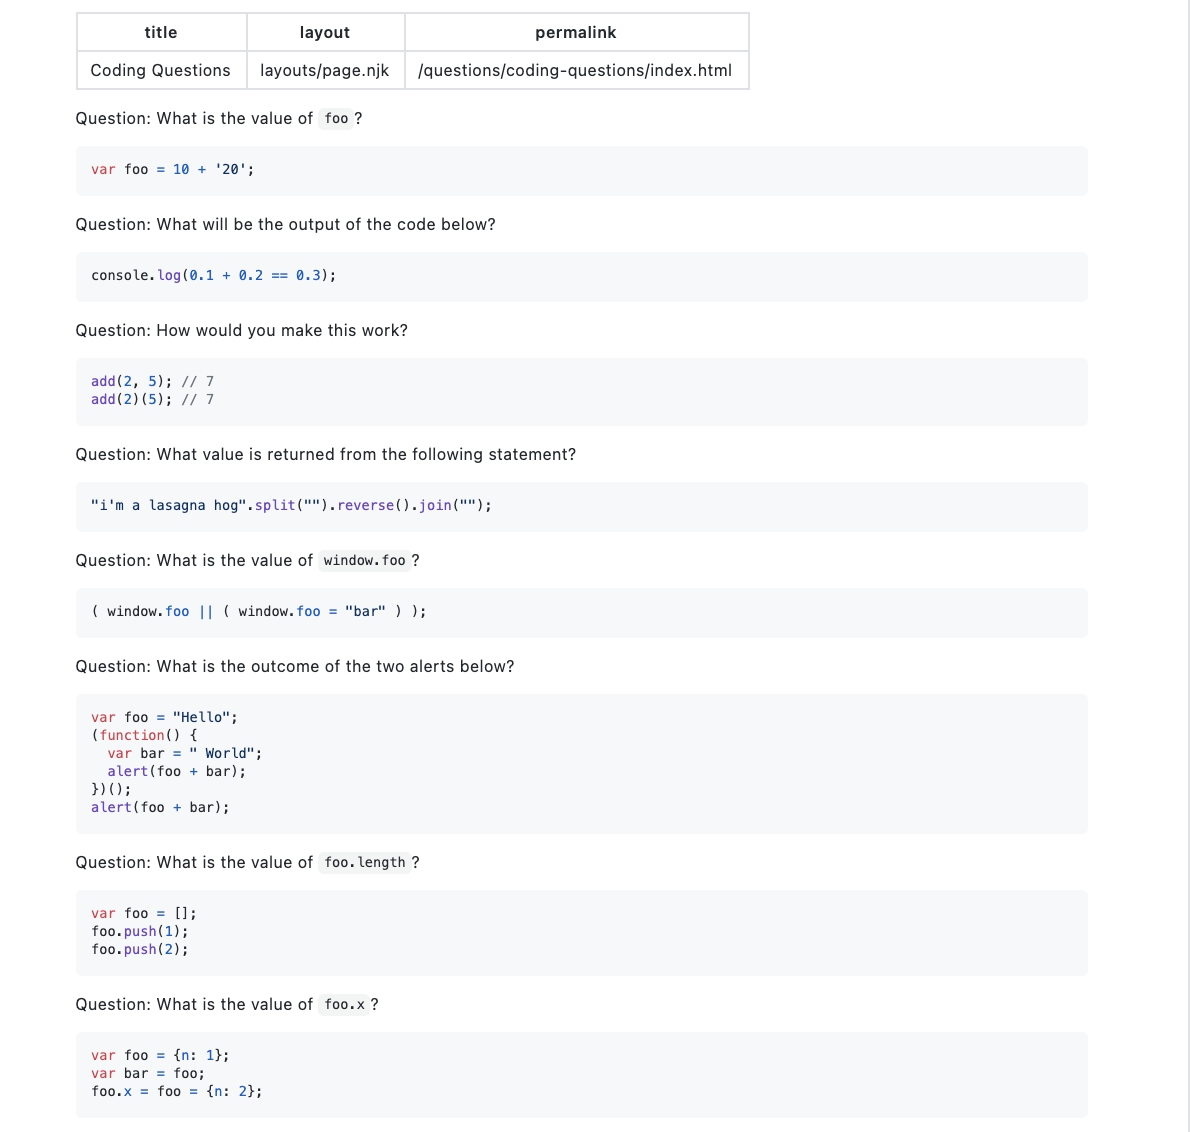 title layout permalink
Coding Questions layouts/page.njk /questions/coding-questions/index.html
Question: What is the value of foo ?
var foo = 10 + '20';
Question: What will be the output of the code below?
console.log(0.1 + 0.2 == 0.3);
Question: How would you make this work?
add(2, 5); // 7
add(2)(5); // 7
Question: What value is returned from the following statement?
"i'm a lasagna hog".split("").reverse().join("");
Question: What is the value of window.foo ?
( window.foo || ( window.foo = "bar" ) );
Question: What is the outcome of the two alerts below?
var foo = "Hello";
(function() {
  var bar = " World";
  alert(foo + bar);
})();
alert(foo + bar);
Question: What is the value of foo.length ?
var foo = [];
foo.push(1);
foo.push(2);
Question: What is the value of foo.x ?
var foo = {n: 1};
var bar = foo;
foo.x = foo = {n: 2};